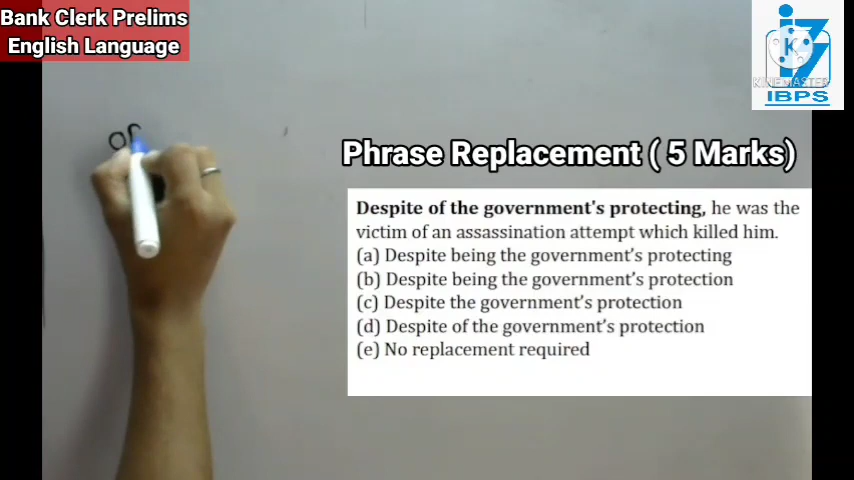 Bank Clerk Prelims
English Language
IBPS
K
KINEMASTER
Phrase Replacement ( 5 Marks)
Despite of the government's protecting, he was the
victim of an assassination attempt which killed him.
(a) Despite being the government's protecting
(b) Despite being the government's protection
(c) Despite the government's protection
(d) Despite of the government's protection
(e) No replacement required